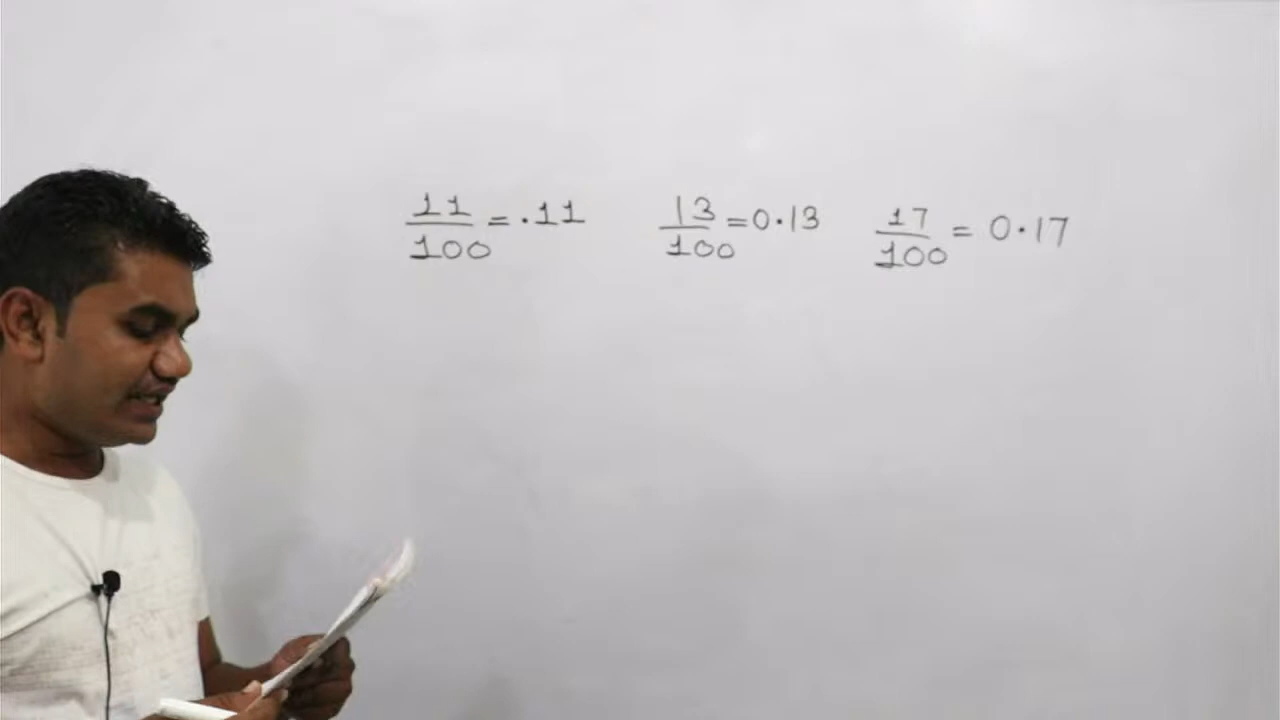 11/100 = .11 13/100 = 0.13 17/100 = 0.17